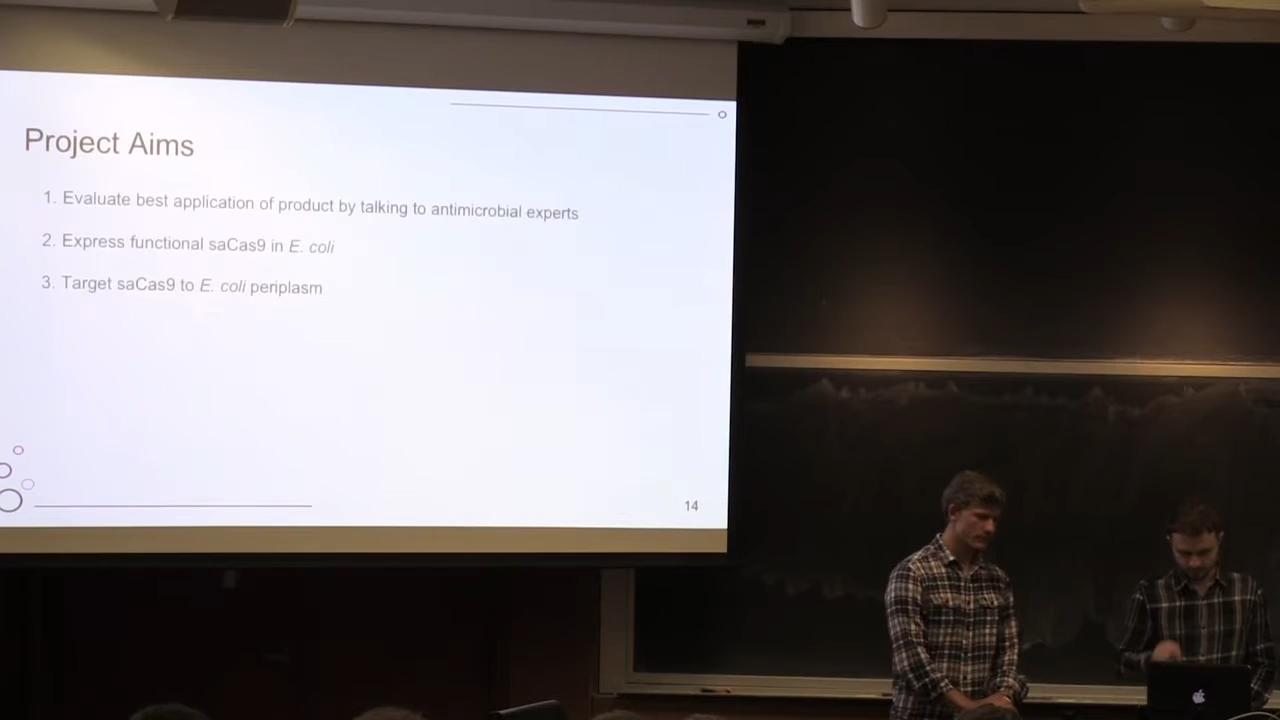 Project Aims
1. Evaluate best application of product by talking to antimicrobial experts
2. Express functional saCas9 in E. coli
3. Target saCas9 to E. coli periplasm
14